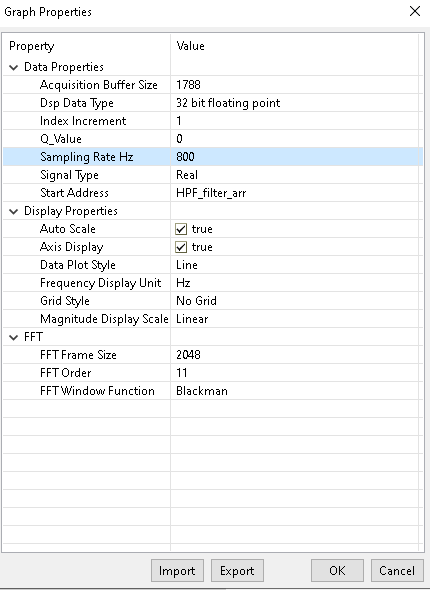 Graph Properties
Property Value
Data Properties
Acquisition Buffer Size 1788
Dsp Data Type 32 bit floating point
Index Increment 1
Q_Value 0
Sampling Rate Hz 800
Signal Type Real
Start Address HPF_filter_arr
Display Properties
Auto Scale true
Axis Display true
Data Plot Style Line
Frequency Display Unit Hz
Grid Style No Grid
Magnitude Display Scale Linear
FFT
FFT Frame Size 2048
FFT Order 11
FFT Window Function Blackman
Import Export OK Cancel